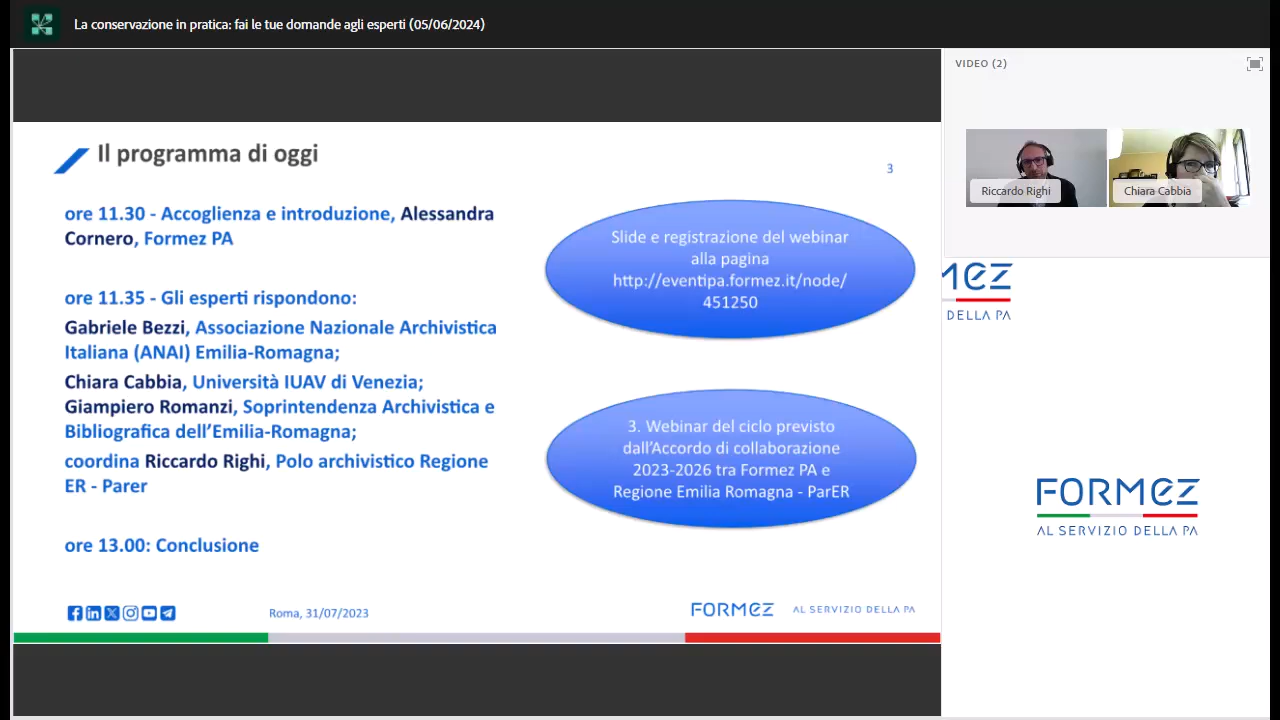 La conservazione in pratica: fai le tue domande agli esperti (05/06/2024)
Il programma di oggi
3
ore 11.30 - Accoglienza e introduzione, Alessandra
Cornero, Formez PA
ore 11.35 - Gli esperti rispondono:
Gabriele Bezzi, Associazione Nazionale Archivistica
Italiana (ANAI) Emilia-Romagna;
Chiara Cabbia, Università IUAV di Venezia;
Giampiero Romanzi, Soprintendenza Archivistica e
Bibliografica dell'Emilia-Romagna;
coordina Riccardo Righi, Polo archivistico Regione
ER - Parer
ore 13.00: Conclusione
Slide e registrazione del webinar
alla pagina
http://eventipa.formez.it/node/
451250
3. Webinar del ciclo previsto
dall'Accordo di collaborazione
2023-2026 tra Formez PA e
Regione Emilia Romagna - ParER
Roma, 31/07/2023
FORMEZ AL SERVIZIO DELLA PA
VIDEO (2)
Riccardo Righi
Chiara Cabbia
MEZ
DELLA PA
FORMEZ
AL SERVIZIO DELLA PA